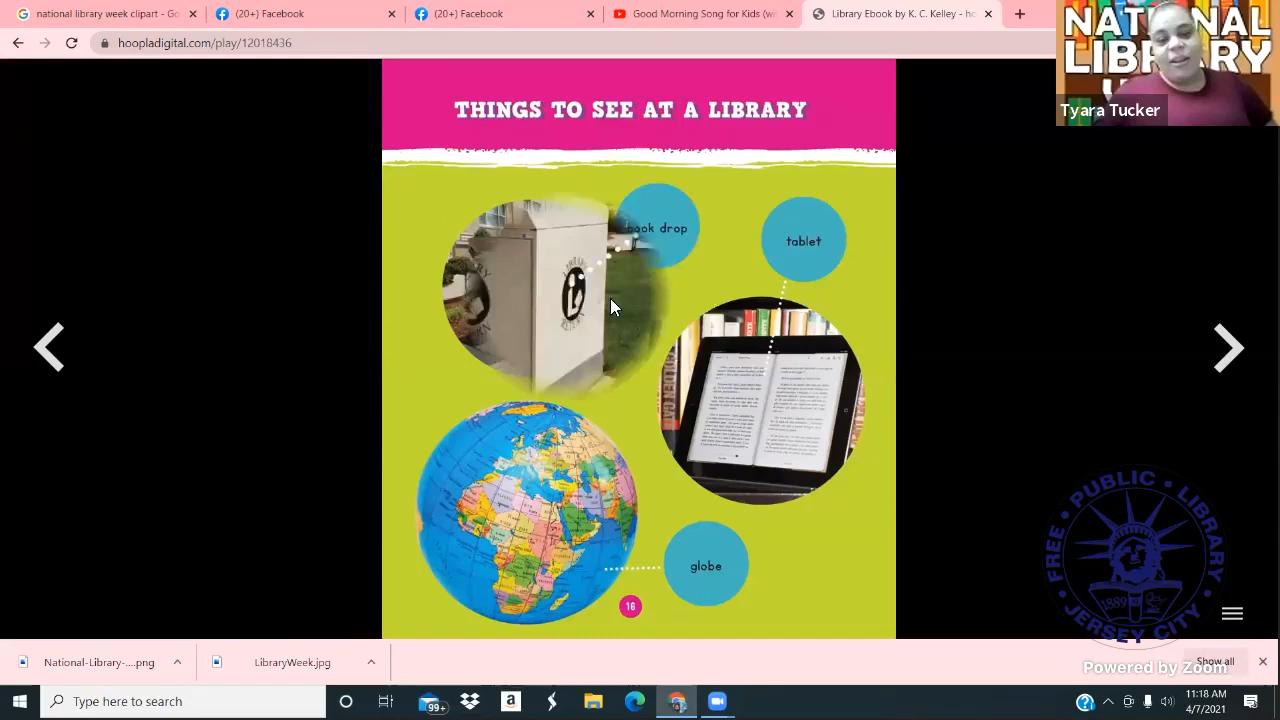 national library week clipart - Go
(20+) Facebook
(20+) Facebook
Good Morning Song for Kids (wi
Library Ebook by K. C. Kelley - ho
hoopladigital.com/play/12018436
NATIONAL
LIBRARY
Tyara Tucker
THINGS TO SEE AT A LIBRARY
book drop
tablet
globe
16
FREE • PUBLIC • LIBRARY
1889
JERSEY CITY
National-Library-....png
LibraryWeek.jpg
Show all
Powered by Zoom
Type here to search
99+
11:18 AM
4/7/2021